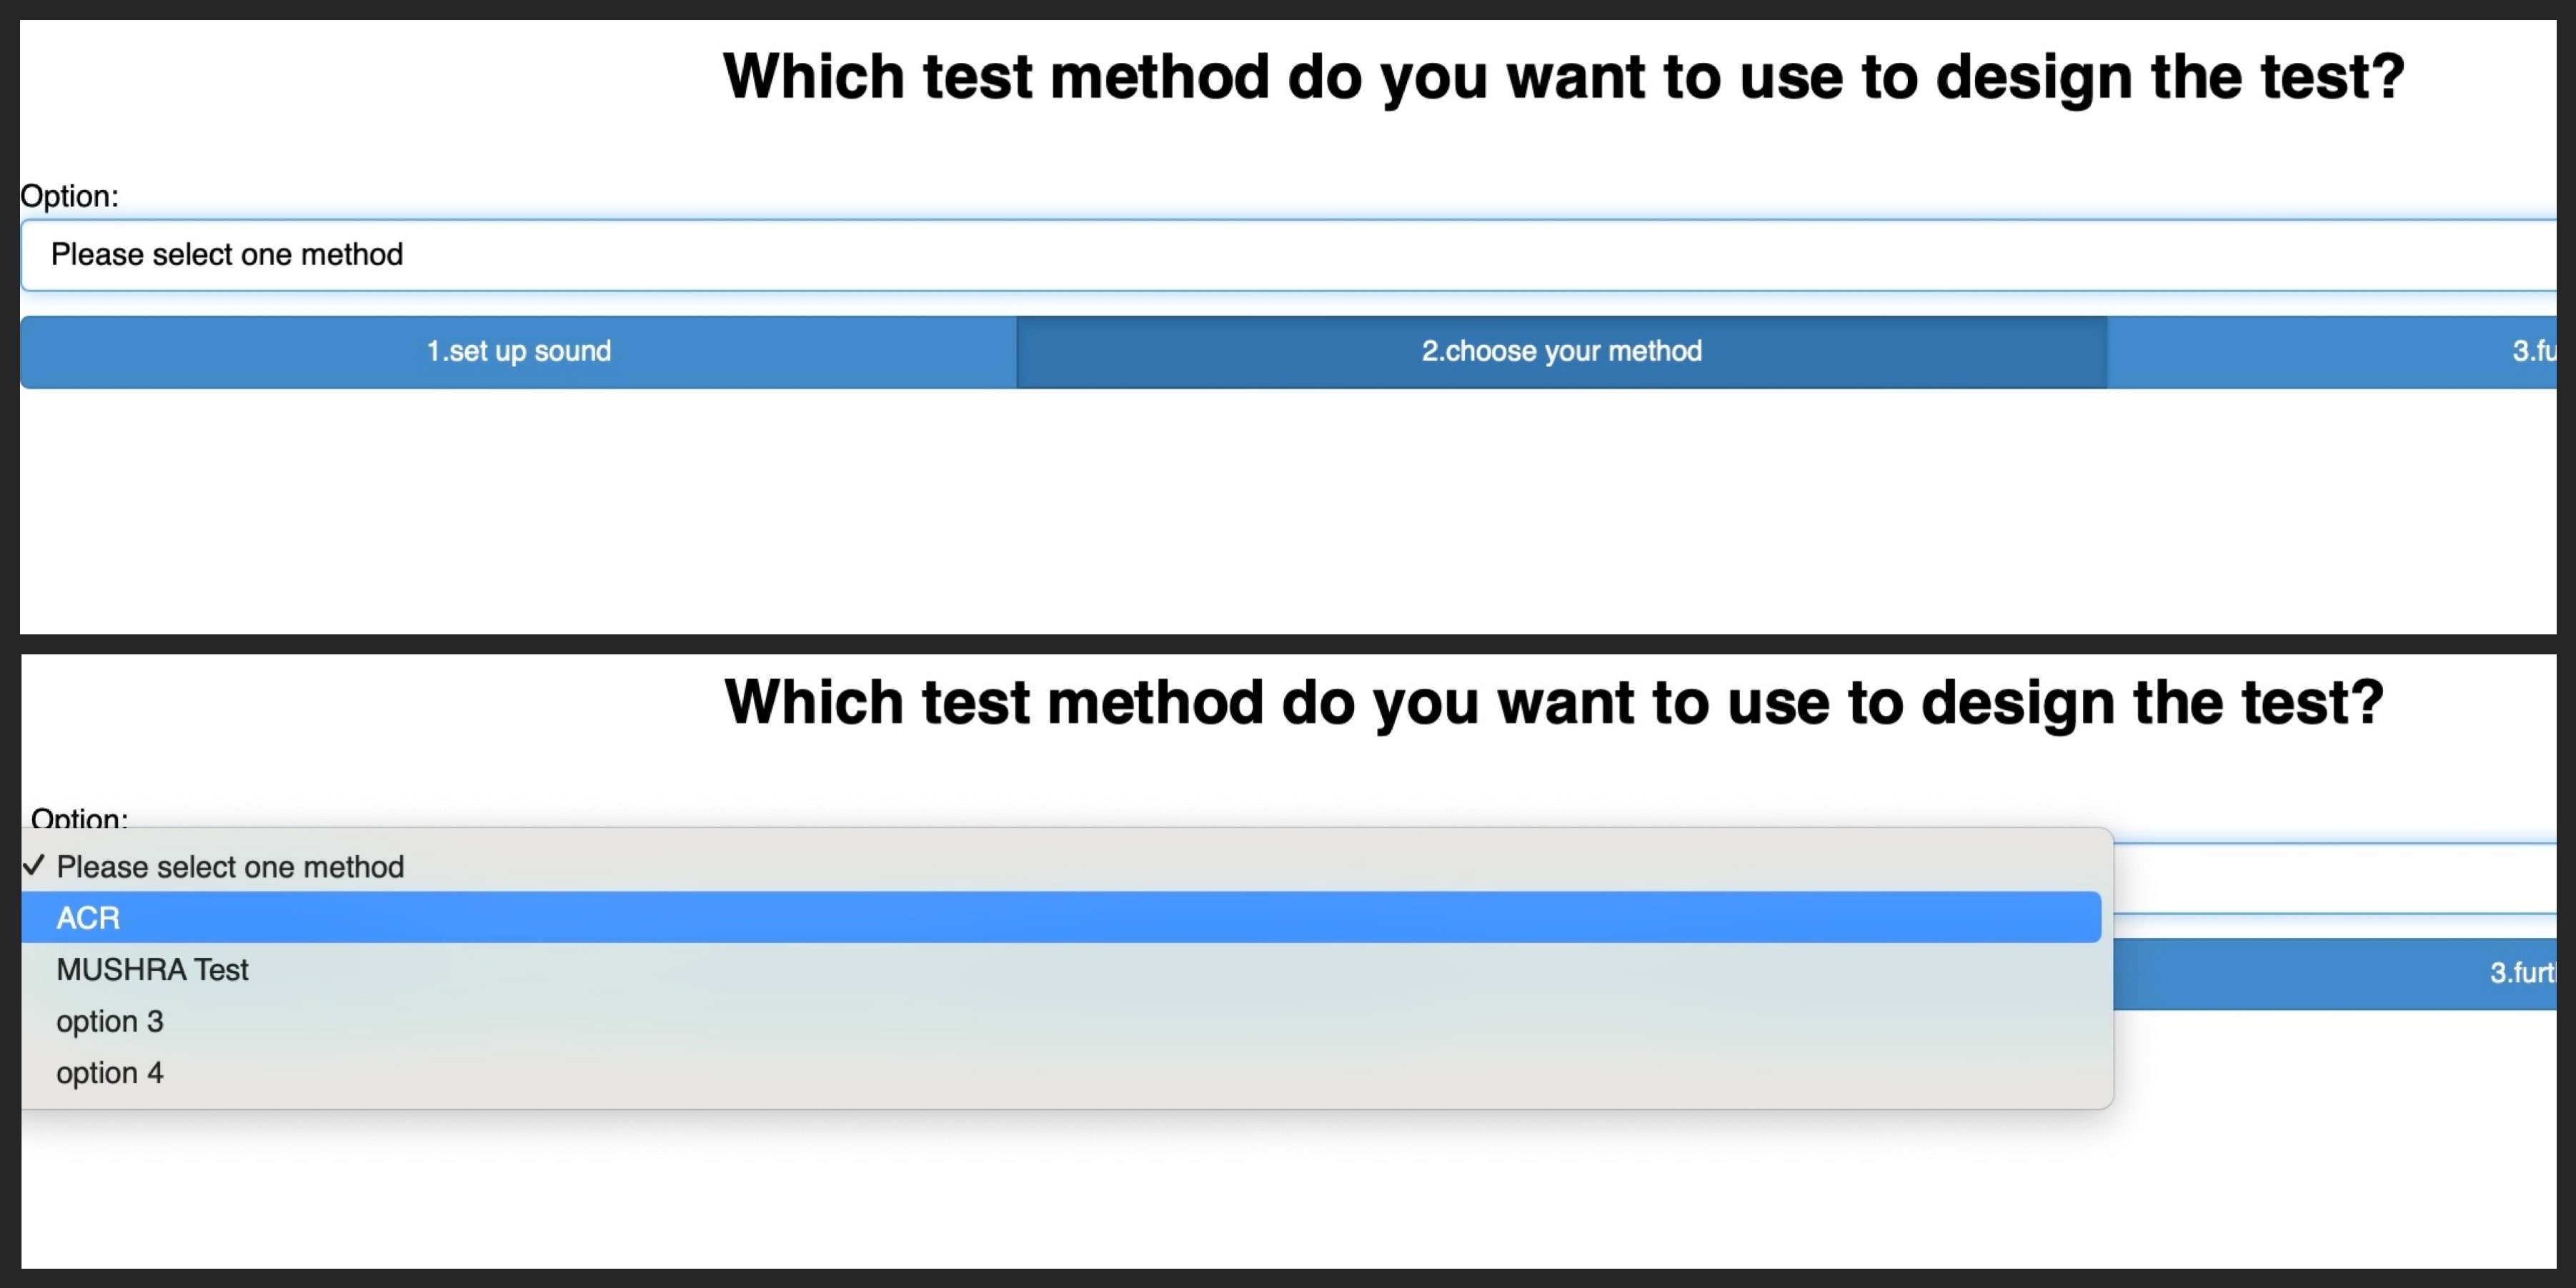 Which test method do you want to use to design the test?
Option:
Please select one method
1.set up sound 2.choose your method 3.fu
Which test method do you want to use to design the test?
Option:
✓ Please select one method
ACR
MUSHRA Test
3.furt
option 3
option 4